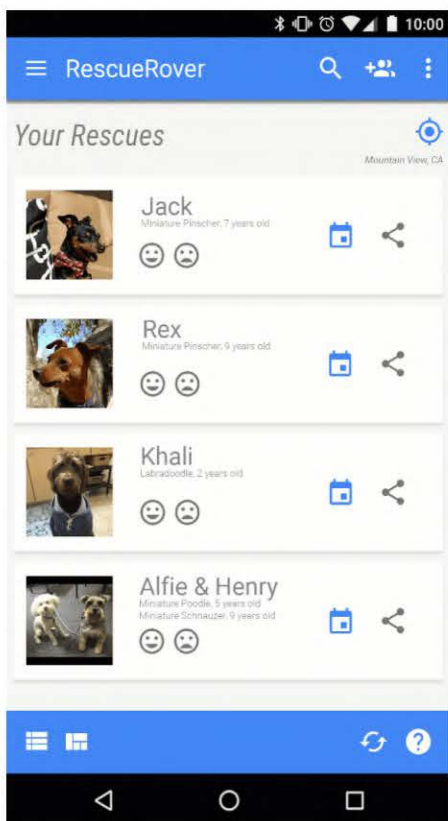 10:00
RescueRover
Your Rescues
Mountain View, CA
Jack
Miniature Pinscher, 7 years old
Rex
Miniature Pinscher, 9 years old
Khali
Labradoodle, 2 years old
Alfie & Henry
Miniature Poodle, 5 years old
Miniature Schnauzer, 9 years old